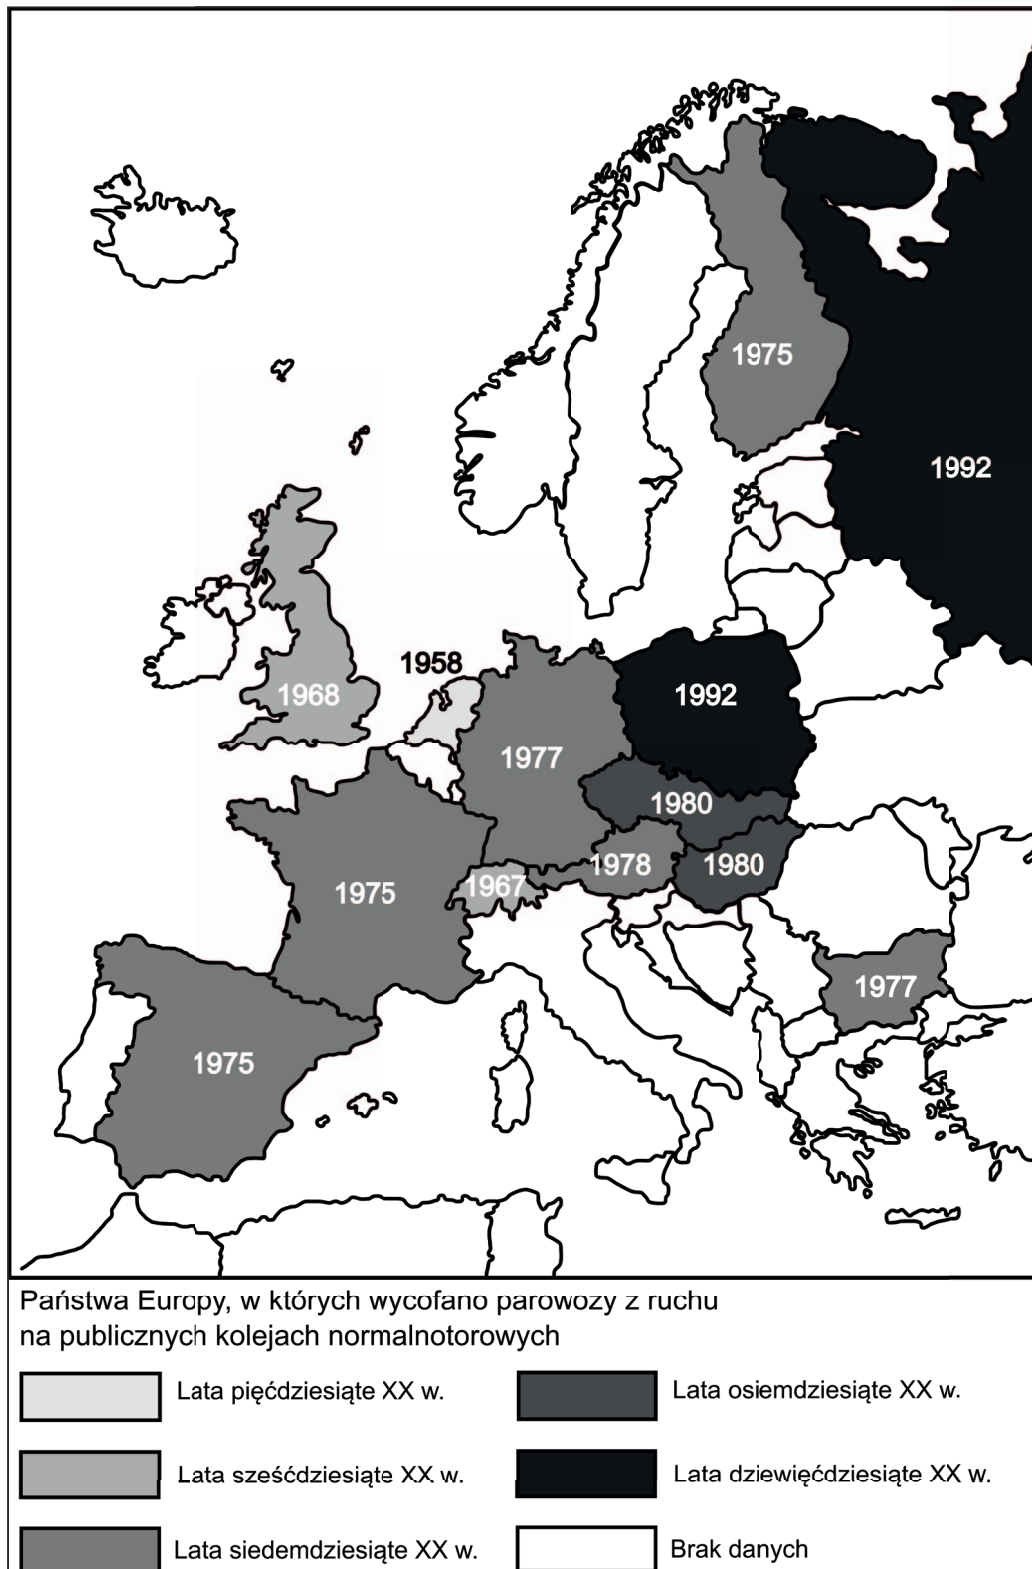 1975
1992
1958
1968
1992
1977
1980
1978
1980
1967
1975
1977
1975
Państwa Europy, w których wycofano parowozy z ruchu
na publicznych kolejach normalnotorowych
Lata pięćdziesiąte XX w.
Lata osiemdziesiąte XX w.
Lata sześćdziesiąte XX w.
Lata dziewięćdziesiąte XX w.
Lata siedemdziesiąte XX w.
Brak danych